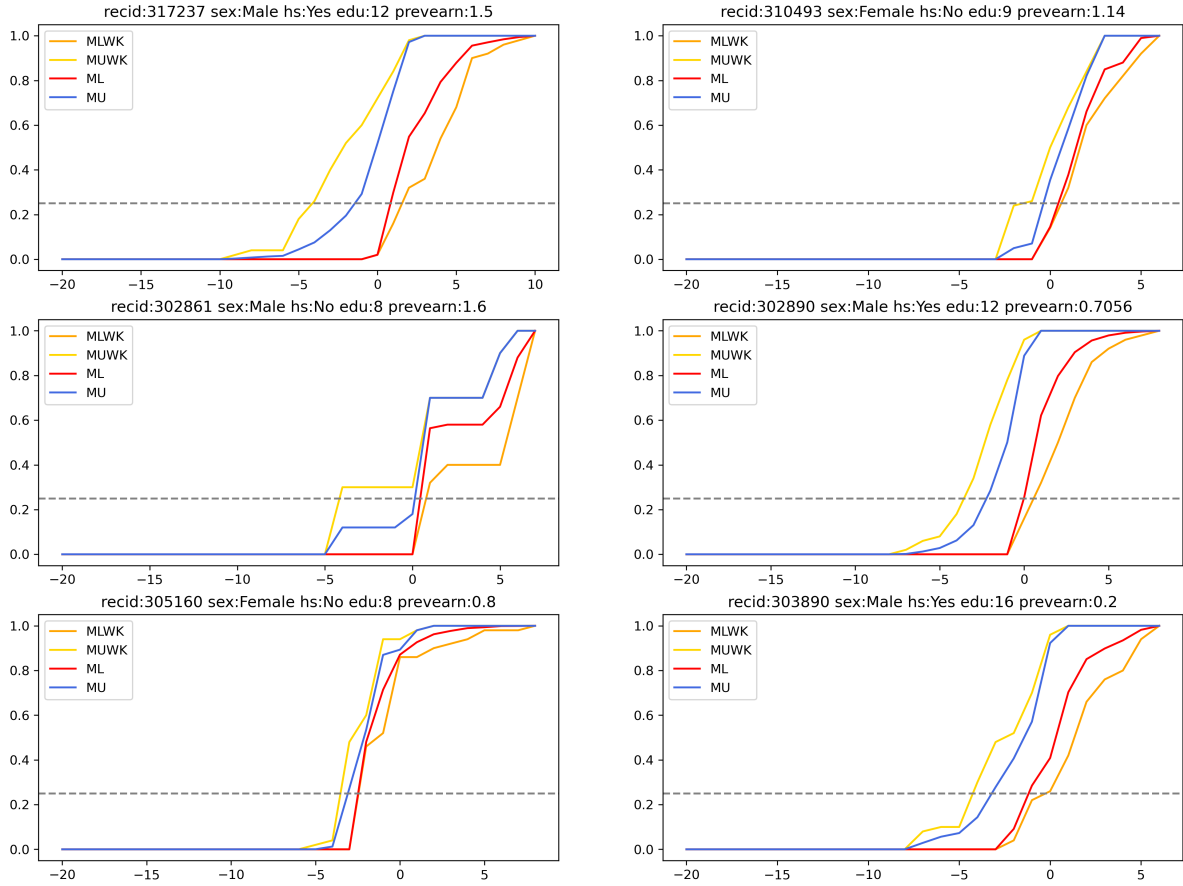 recid:317237 sex:Male hs:Yes edu:12 prevearn:1.5
1.0
0.8
0.6
0.4
0.2
0.0
MLWK
MUWK
ML
MU
−20 −15 −10 −5 0 5 10
recid:310493 sex:Female hs:No edu:9 prevearn:1.14
1.0
0.8
0.6
0.4
0.2
0.0
MLWK
MUWK
ML
MU
−20 −15 −10 −5 0 5
recid:302861 sex:Male hs:No edu:8 prevearn:1.6
1.0
0.8
0.6
0.4
0.2
0.0
MLWK
MUWK
ML
MU
−20 −15 −10 −5 0 5
recid:302890 sex:Male hs:Yes edu:12 prevearn:0.7056
1.0
0.8
0.6
0.4
0.2
0.0
MLWK
MUWK
ML
MU
−20 −15 −10 −5 0 5
recid:305160 sex:Female hs:No edu:8 prevearn:0.8
1.0
0.8
0.6
0.4
0.2
0.0
MLWK
MUWK
ML
MU
−20 −15 −10 −5 0 5
recid:303890 sex:Male hs:Yes edu:16 prevearn:0.2
1.0
0.8
0.6
0.4
0.2
0.0
MLWK
MUWK
ML
MU
−20 −15 −10 −5 0 5